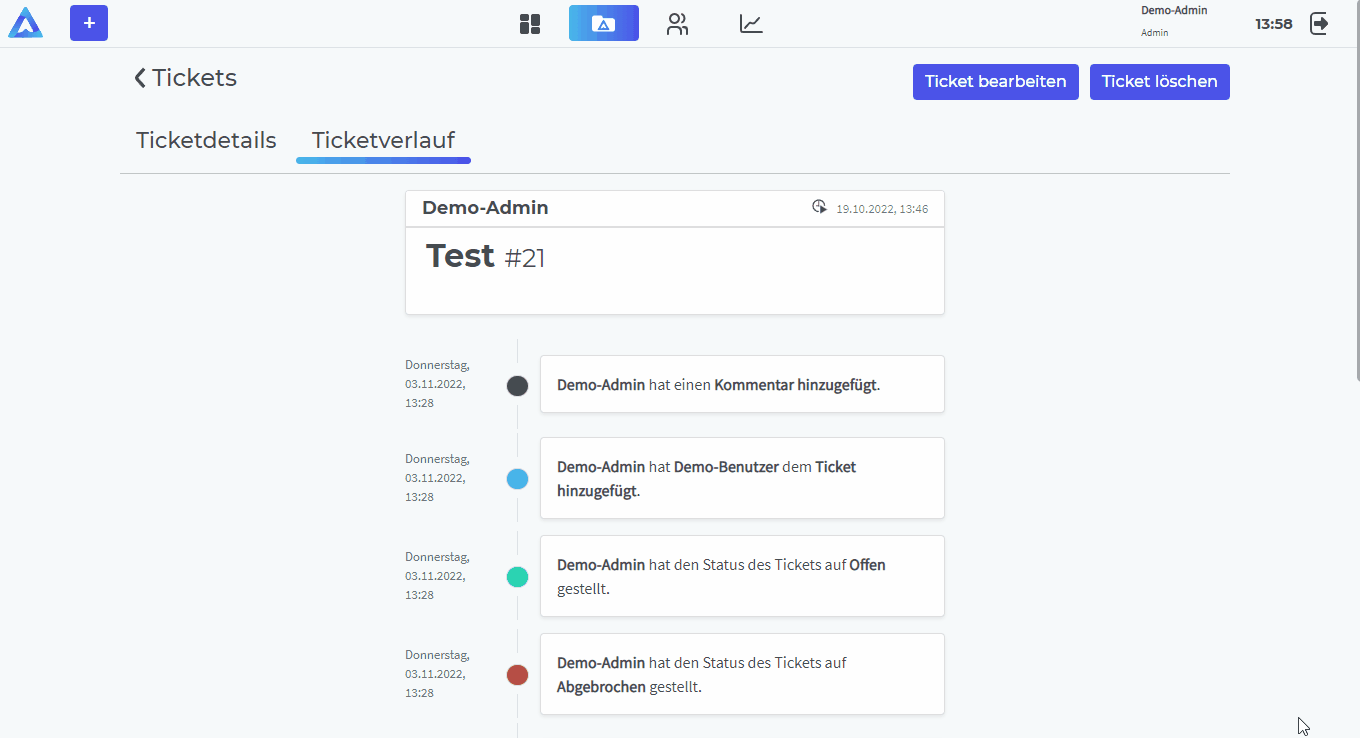 +
Demo-Admin
Admin
13:58
Tickets
Ticket bearbeiten
Ticket löschen
Ticketdetails
Ticketverlauf
Demo-Admin
19.10.2022, 13:46
Test #21
Donnerstag,
03.11.2022,
13:28
Demo-Admin hat einen Kommentar hinzugefügt.
Donnerstag,
03.11.2022,
13:28
Demo-Admin hat Demo-Benutzer dem Ticket
hinzugefügt.
Donnerstag,
03.11.2022,
13:28
Demo-Admin hat den Status des Tickets auf Offen
gestellt.
Donnerstag,
03.11.2022,
13:28
Demo-Admin hat den Status des Tickets auf
Abgebrochen gestellt.